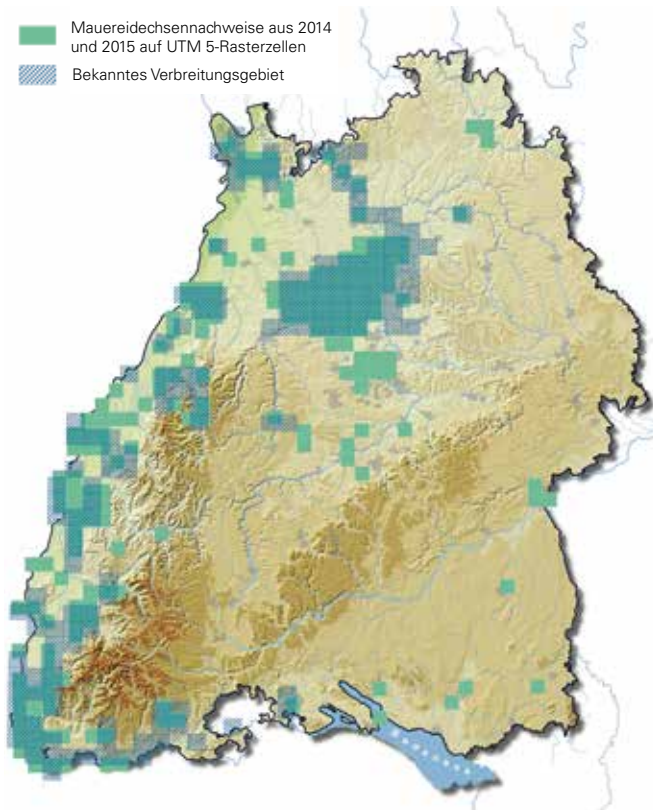 Mauereidechsennachweise aus 2014
und 2015 auf UTM 5-Rasterzellen
Bekanntes Verbreitungsgebiet